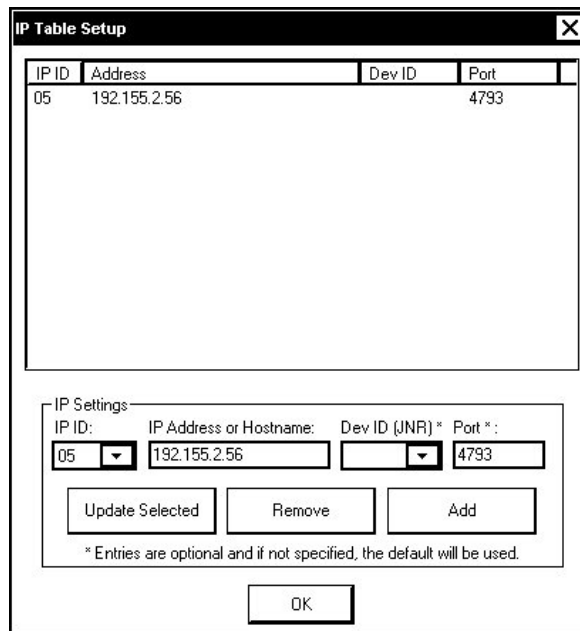 IP Table Setup
IP ID Address Dev ID Port
05 192.155.2.56 4793
IP Settings
IP ID: IP Address or Hostname: Dev ID (JNR) * Port * :
05 192.155.2.56 4793
Update Selected Remove Add
* Entries are optional and if not specified, the default will be used.
OK